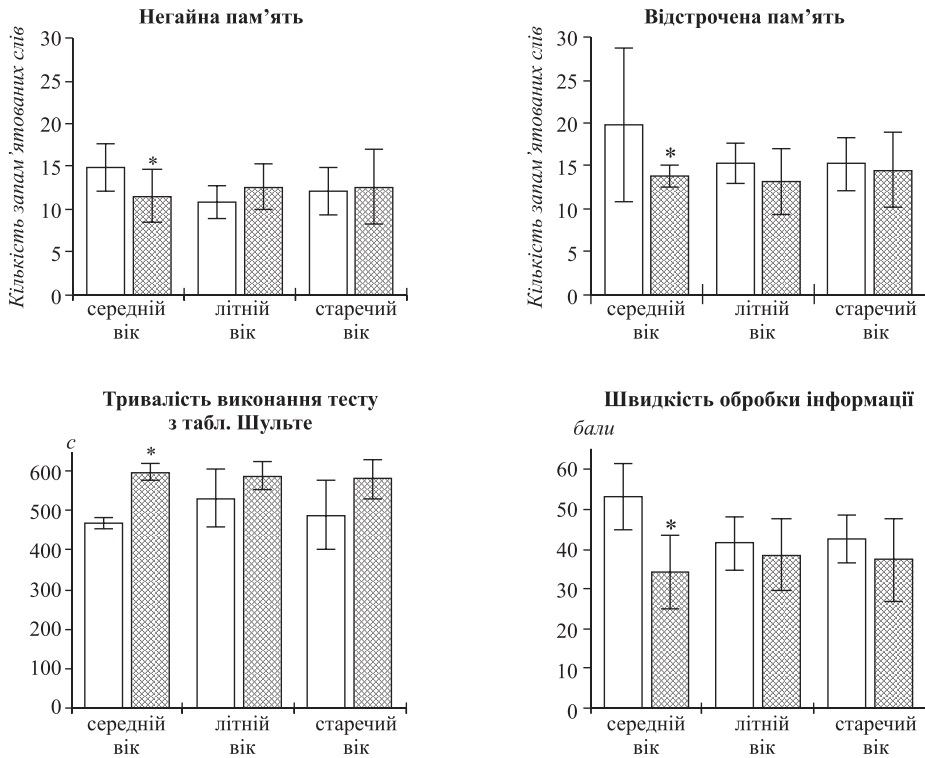 Негайна пам’ять
Кількість запам’ятованих слів
30
25
20
15
10
5
0
*
середній
вік
літній
вік
старечий
вік
Відстрочена пам’ять
Кількість запам’ятованих слів
30
25
20
15
10
5
0
*
середній
вік
літній
вік
старечий
вік
Тривалість виконання тесту
з табл. Шульте
с
600
500
400
300
200
100
0
*
середній
вік
літній
вік
старечий
вік
Швидкість обробки інформації
бали
60
50
40
30
20
10
0
*
середній
вік
літній
вік
старечий
вік